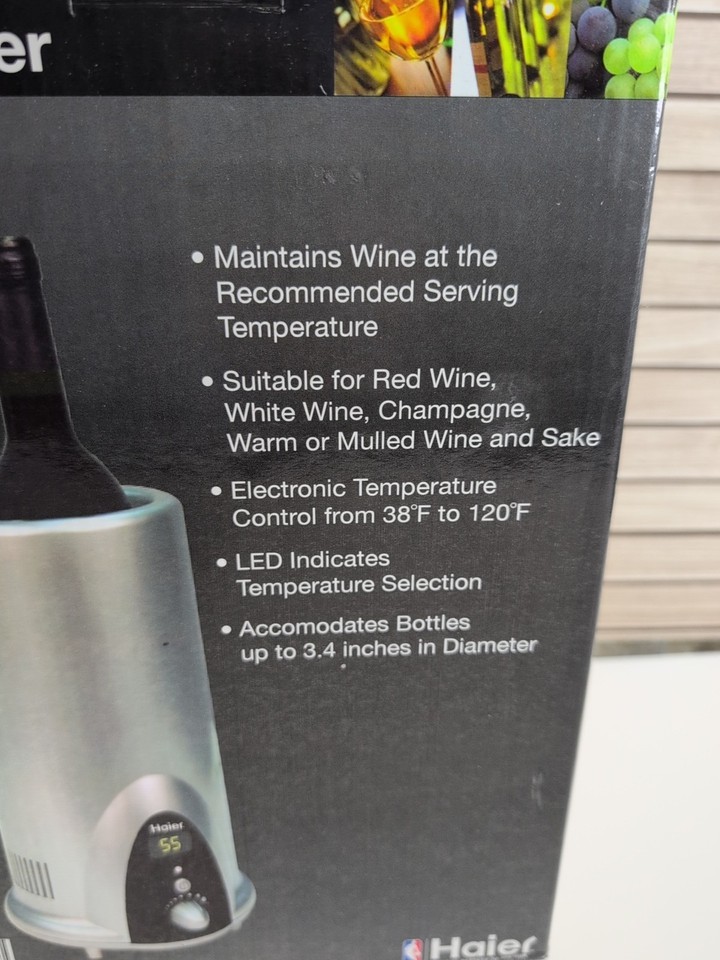 er
• Maintains Wine at the
Recommended Serving
Temperature
• Suitable for Red Wine,
White Wine, Champagne,
Warm or Mulled Wine and Sake
• Electronic Temperature
Control from 38°F to 120°F
• LED Indicates
Temperature Selection
• Accomodates Bottles
up to 3.4 inches in Diameter
Haier
55
Haier